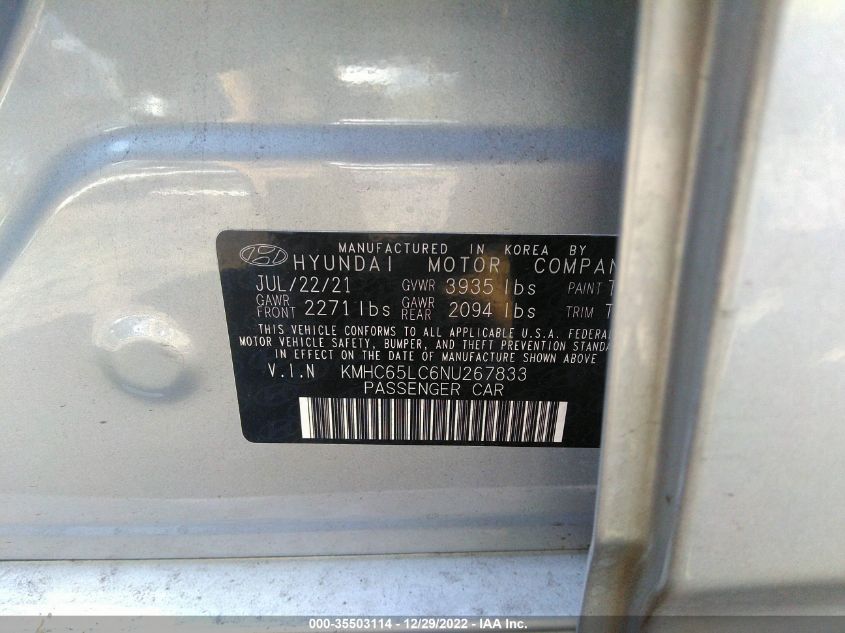 MANUFACTURED IN KOREA BY
HYUNDAI MOTOR COMPAN
JUL/22/21 GVWR 3935 lbs PAINT T
GAWR FRONT 2271 lbs GAWR REAR 2094 lbs TRIM T
THIS VEHICLE CONFORMS TO ALL APPLICABLE U.S.A. FEDERA
MOTOR VEHICLE SAFETY, BUMPER, AND THEFT PREVENTION STANDA
IN EFFECT ON THE DATE OF MANUFACTURE SHOWN ABOVE
V.I.N KMHC65LC6NU267833
PASSENGER CAR
000-35503114 - 12/29/2022 - IAA Inc.